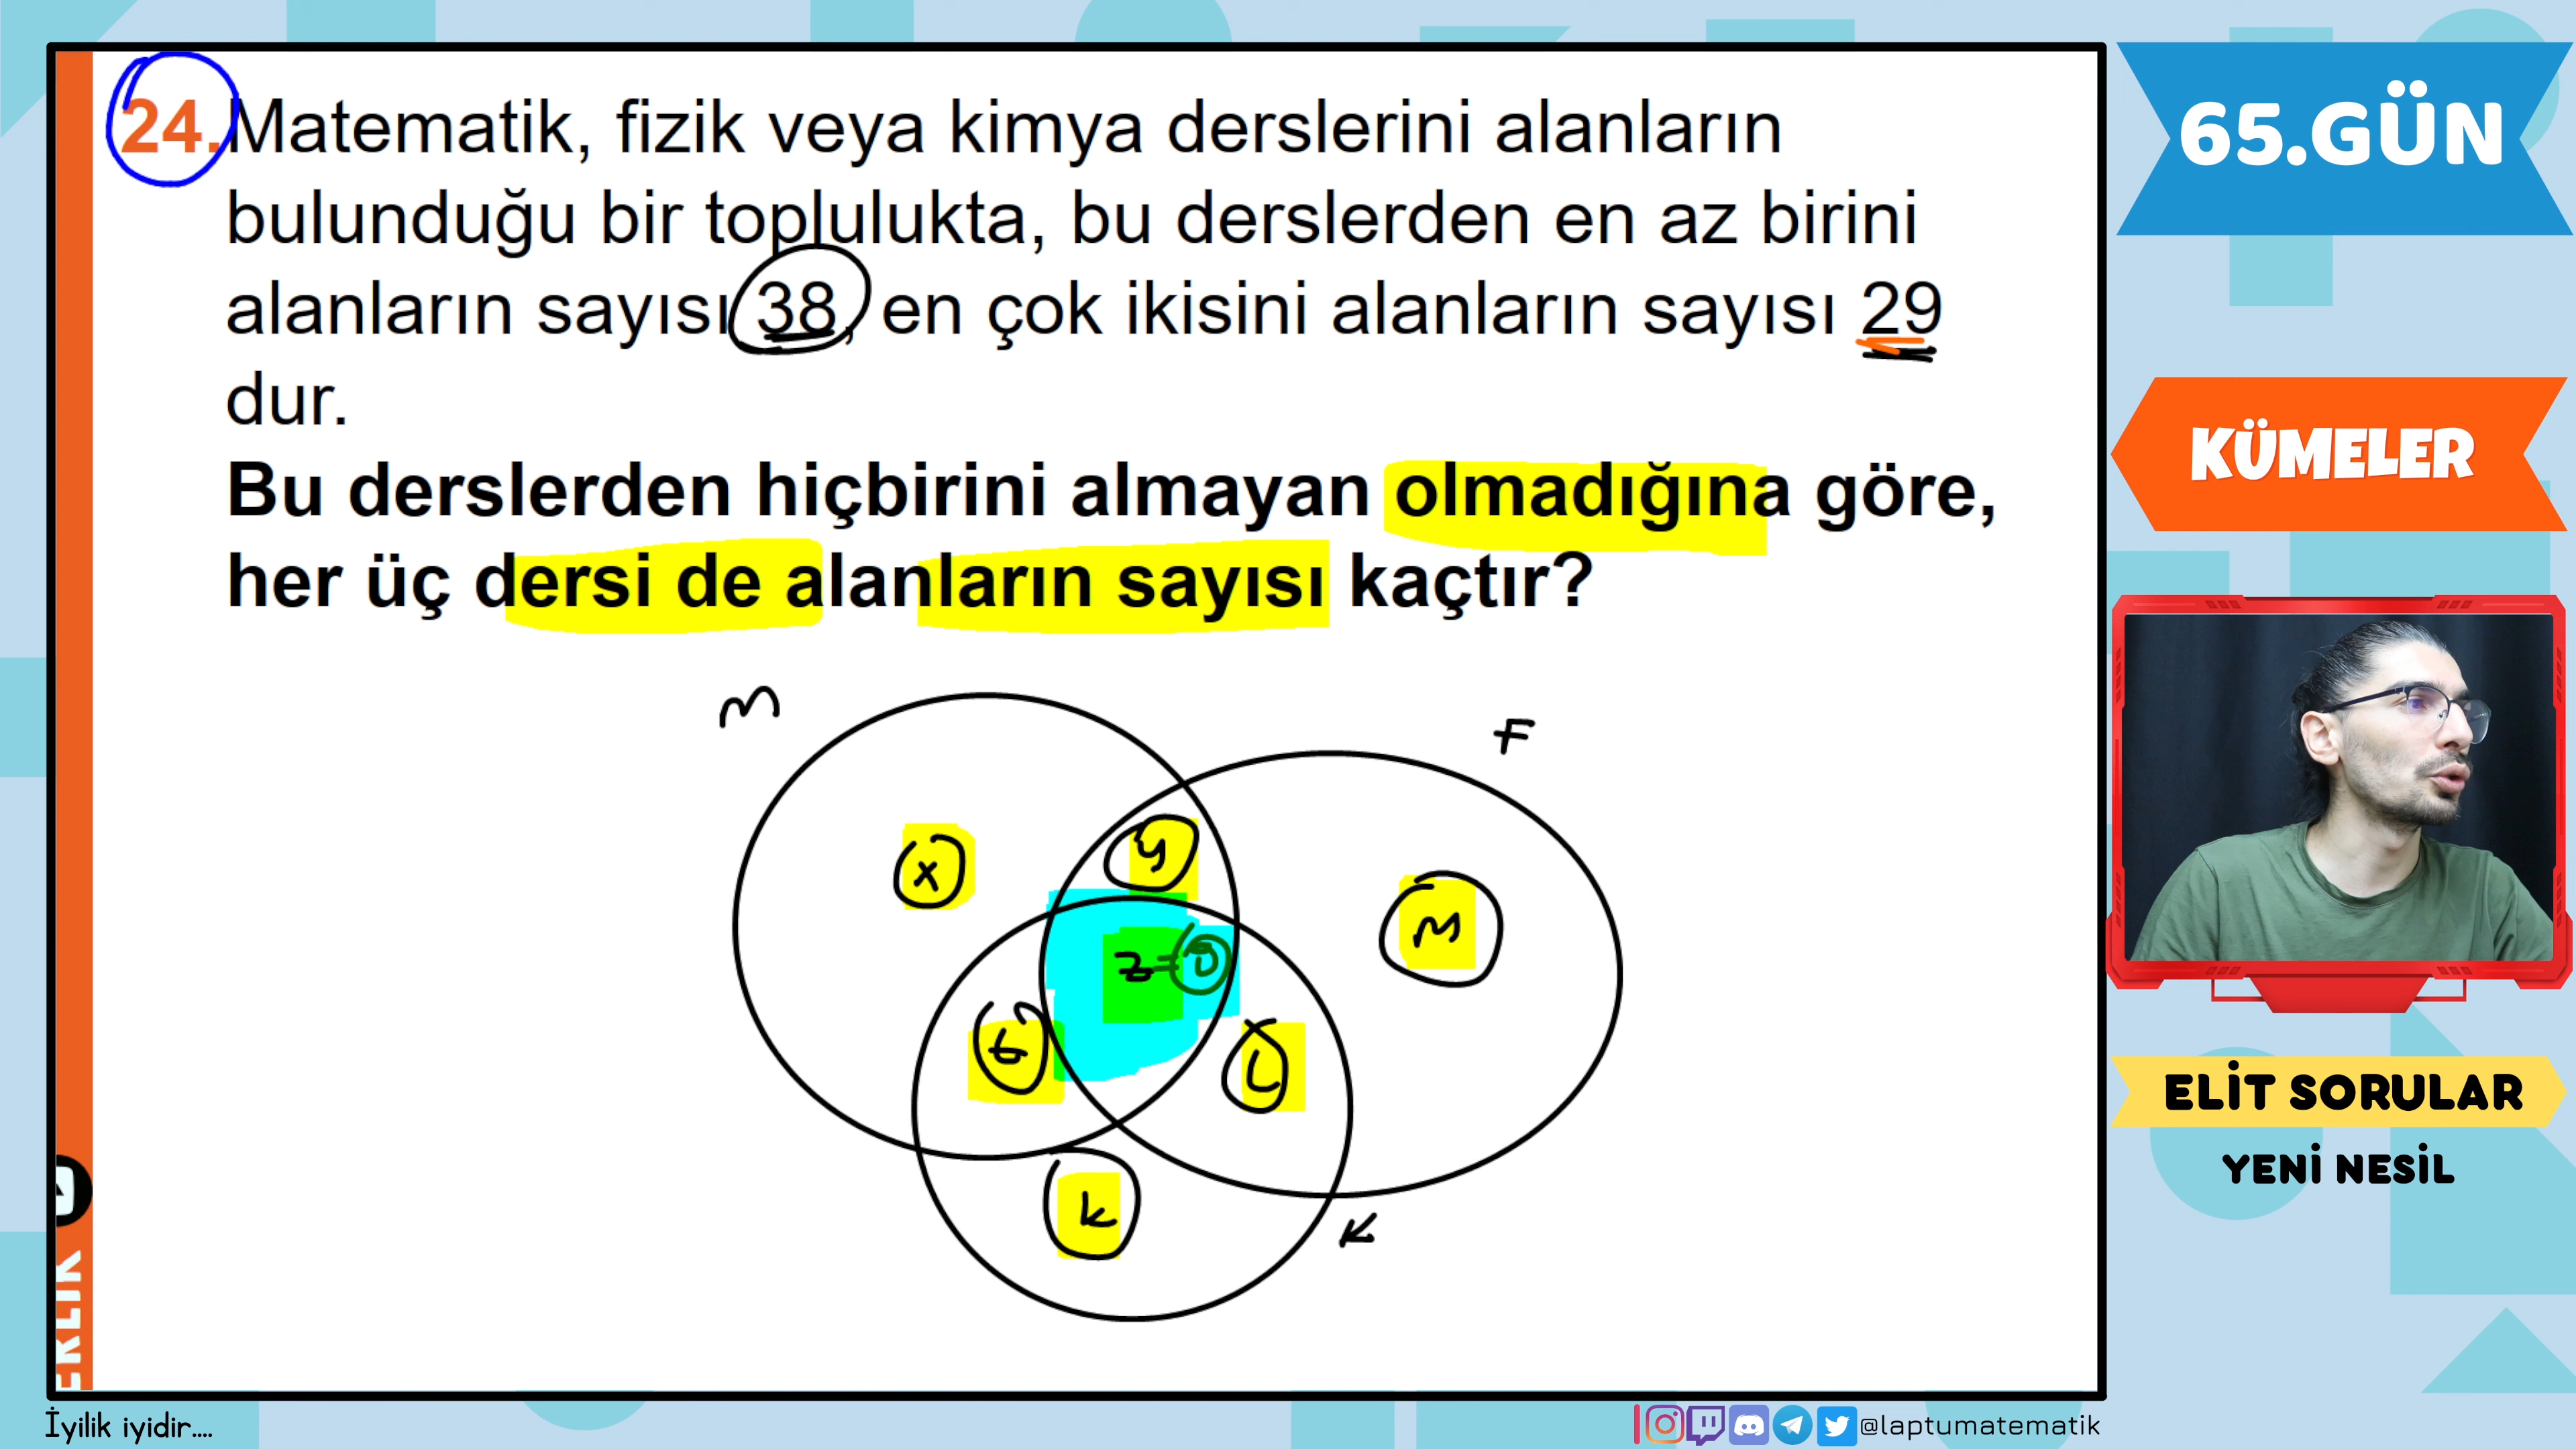 24. Matematik, fizik veya kimya derslerini alanların
bulunduğu bir toplulukta, bu derslerden en az birini
alanların sayısı 38, en çok ikisini alanların sayısı 29
dur.
Bu derslerden hiçbirini almayan olmadığına göre,
her üç dersi de alanların sayısı kaçtır?
M
F
x
y
m
z=
t
L
k
K
65.GÜN
KÜMELER
ELİT SORULAR
YENİ NESİL
İyilik iyidir....
@laptumatematik